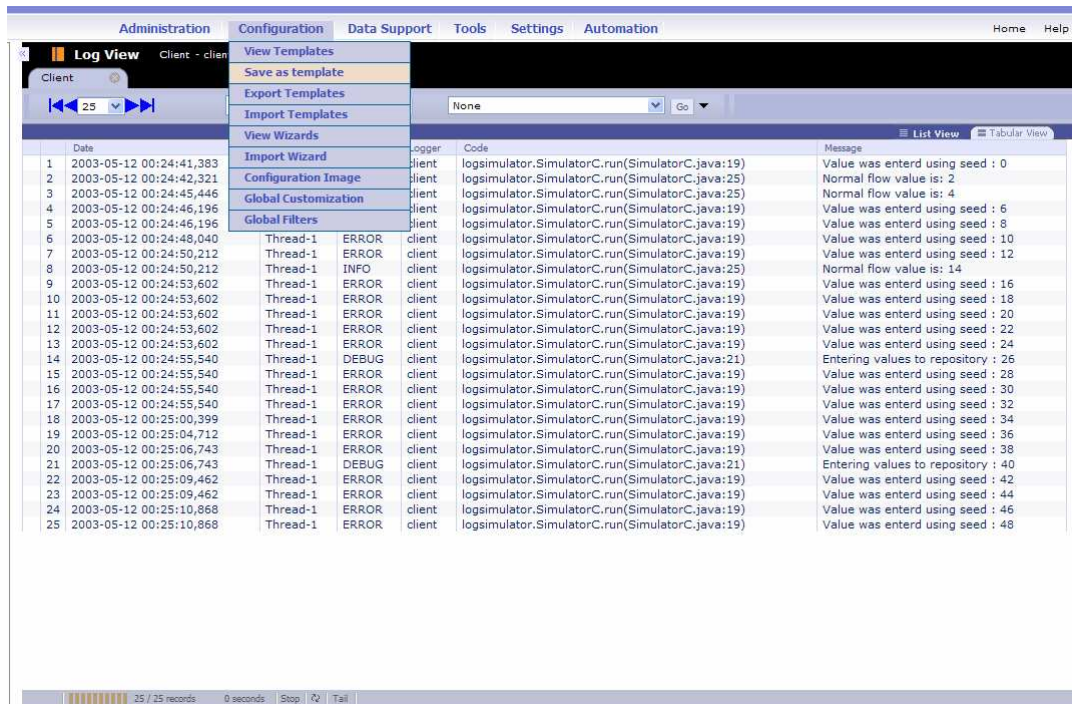 Administration Configuration Data Support Tools Settings Automation Home Help
Log View Client - clien
View Templates
Save as template
Export Templates
Import Templates
View Wizards
Import Wizard
Configuration Image
Global Customization
Global Filters
Client
25 None Go
List View Tabular View
Date Logger Code Message
1 2003-05-12 00:24:41,383 client logsimulator.SimulatorC.run(SimulatorC.java:19) Value was enterd using seed : 0
2 2003-05-12 00:24:42,321 client logsimulator.SimulatorC.run(SimulatorC.java:25) Normal flow value is: 2
3 2003-05-12 00:24:45,446 client logsimulator.SimulatorC.run(SimulatorC.java:25) Normal flow value is: 4
4 2003-05-12 00:24:46,196 client logsimulator.SimulatorC.run(SimulatorC.java:19) Value was enterd using seed : 6
5 2003-05-12 00:24:46,196 client logsimulator.SimulatorC.run(SimulatorC.java:19) Value was enterd using seed : 8
6 2003-05-12 00:24:48,040 Thread-1 ERROR client logsimulator.SimulatorC.run(SimulatorC.java:19) Value was enterd using seed : 10
7 2003-05-12 00:24:50,212 Thread-1 ERROR client logsimulator.SimulatorC.run(SimulatorC.java:19) Value was enterd using seed : 12
8 2003-05-12 00:24:50,212 Thread-1 INFO client logsimulator.SimulatorC.run(SimulatorC.java:25) Normal flow value is: 14
9 2003-05-12 00:24:53,602 Thread-1 ERROR client logsimulator.SimulatorC.run(SimulatorC.java:19) Value was enterd using seed : 16
10 2003-05-12 00:24:53,602 Thread-1 ERROR client logsimulator.SimulatorC.run(SimulatorC.java:19) Value was enterd using seed : 18
11 2003-05-12 00:24:53,602 Thread-1 ERROR client logsimulator.SimulatorC.run(SimulatorC.java:19) Value was enterd using seed : 20
12 2003-05-12 00:24:53,602 Thread-1 ERROR client logsimulator.SimulatorC.run(SimulatorC.java:19) Value was enterd using seed : 22
13 2003-05-12 00:24:53,602 Thread-1 ERROR client logsimulator.SimulatorC.run(SimulatorC.java:19) Value was enterd using seed : 24
14 2003-05-12 00:24:55,540 Thread-1 DEBUG client logsimulator.SimulatorC.run(SimulatorC.java:21) Entering values to repository : 26
15 2003-05-12 00:24:55,540 Thread-1 ERROR client logsimulator.SimulatorC.run(SimulatorC.java:19) Value was enterd using seed : 28
16 2003-05-12 00:24:55,540 Thread-1 ERROR client logsimulator.SimulatorC.run(SimulatorC.java:19) Value was enterd using seed : 30
17 2003-05-12 00:24:55,540 Thread-1 ERROR client logsimulator.SimulatorC.run(SimulatorC.java:19) Value was enterd using seed : 32
18 2003-05-12 00:25:00,399 Thread-1 ERROR client logsimulator.SimulatorC.run(SimulatorC.java:19) Value was enterd using seed : 34
19 2003-05-12 00:25:04,712 Thread-1 ERROR client logsimulator.SimulatorC.run(SimulatorC.java:19) Value was enterd using seed : 36
20 2003-05-12 00:25:06,743 Thread-1 ERROR client logsimulator.SimulatorC.run(SimulatorC.java:19) Value was enterd using seed : 38
21 2003-05-12 00:25:06,743 Thread-1 DEBUG client logsimulator.SimulatorC.run(SimulatorC.java:21) Entering values to repository : 40
22 2003-05-12 00:25:09,462 Thread-1 ERROR client logsimulator.SimulatorC.run(SimulatorC.java:19) Value was enterd using seed : 42
23 2003-05-12 00:25:09,462 Thread-1 ERROR client logsimulator.SimulatorC.run(SimulatorC.java:19) Value was enterd using seed : 44
24 2003-05-12 00:25:10,868 Thread-1 ERROR client logsimulator.SimulatorC.run(SimulatorC.java:19) Value was enterd using seed : 46
25 2003-05-12 00:25:10,868 Thread-1 ERROR client logsimulator.SimulatorC.run(SimulatorC.java:19) Value was enterd using seed : 48
25 / 25 records 0 seconds Stop Tail